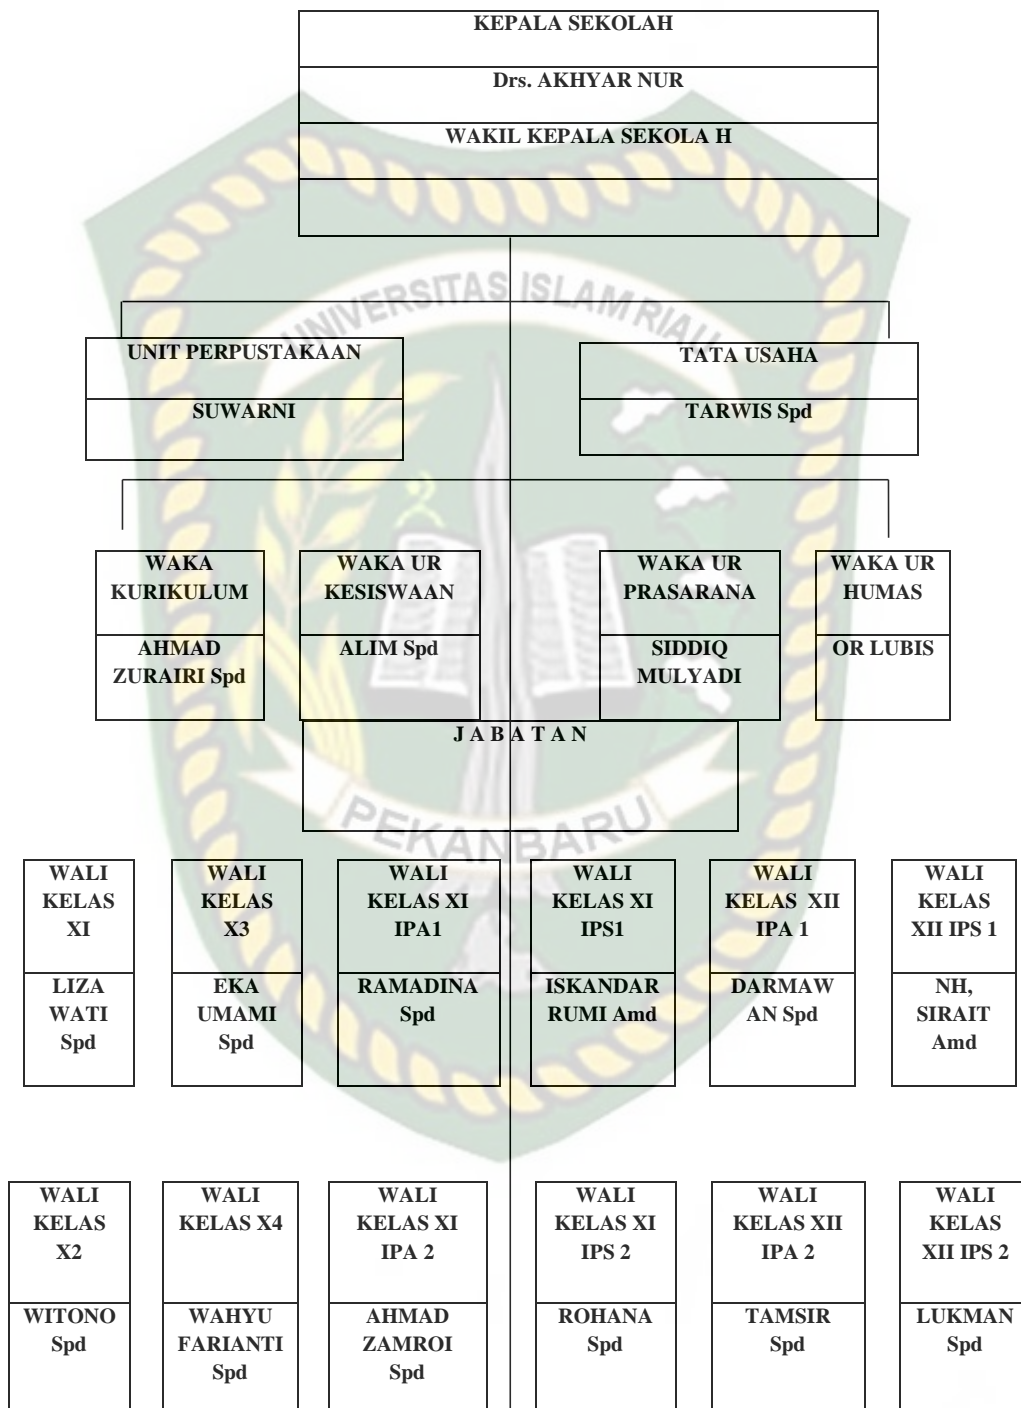 KEPALA SEKOLAH
Drs. AKHYAR NUR
WAKIL KEPALA SEKOLA H
UNIVERSITAS ISLAM RIAU
UNIT PERPUSTAKAAN
SUWARNI
TATA USAHA
TARWIS Spd
WAKA
KURIKULUM
AHMAD
ZURAIRI Spd
WAKA UR
KESISWAAN
ALIM Spd
WAKA UR
PRASARANA
SIDDIQ
MULYADI
WAKA UR
HUMAS
OR LUBIS
J A B A T A N
PEKANBARU
WALI
KELAS
XI
LIZA
WATI
Spd
WALI
KELAS
X3
EKA
UMAMI
Spd
WALI
KELAS XI
IPA1
RAMADINA
Spd
WALI
KELAS XI
IPS1
ISKANDAR
RUMI Amd
WALI
KELAS XII
IPA 1
DARMAW
AN Spd
WALI
KELAS
XII IPS 1
NH,
SIRAIT
Amd
WALI
KELAS
X2
WITONO
Spd
WALI
KELAS X4
WAHYU
FARIANTI
Spd
WALI
KELAS XI
IPA 2
AHMAD
ZAMROI
Spd
WALI
KELAS XI
IPS 2
ROHANA
Spd
WALI
KELAS XII
IPA 2
TAMSIR
Spd
WALI
KELAS
XII IPS 2
LUKMAN
Spd